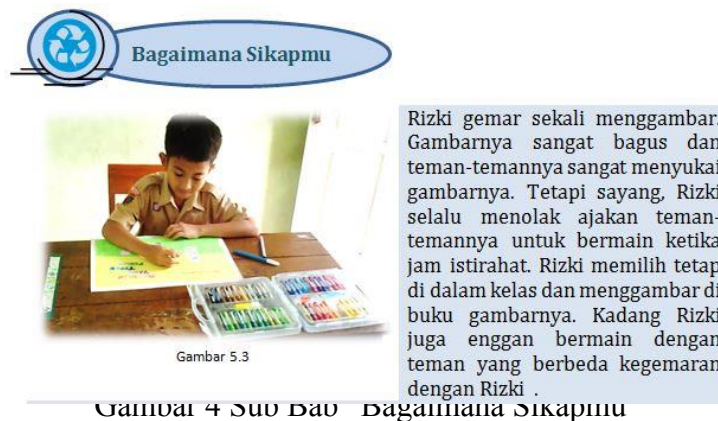 Bagaimana Sikapmu
Rizki gemar sekali menggambar.
Gambarnya sangat bagus dan
teman-temannya sangat menyukai
gambarnya. Tetapi sayang, Rizki
selalu menolak ajakan teman-
temannya untuk bermain ketika
jam istirahat. Rizki memilih tetap
di dalam kelas dan menggambar di
buku gambarnya. Kadang Rizki
juga enggan bermain dengan
teman yang berbeda kegemaran
dengan Rizki .
Gambar 5.3
Gambar 4 Sub Bab "Bagaimana Sikapmu"